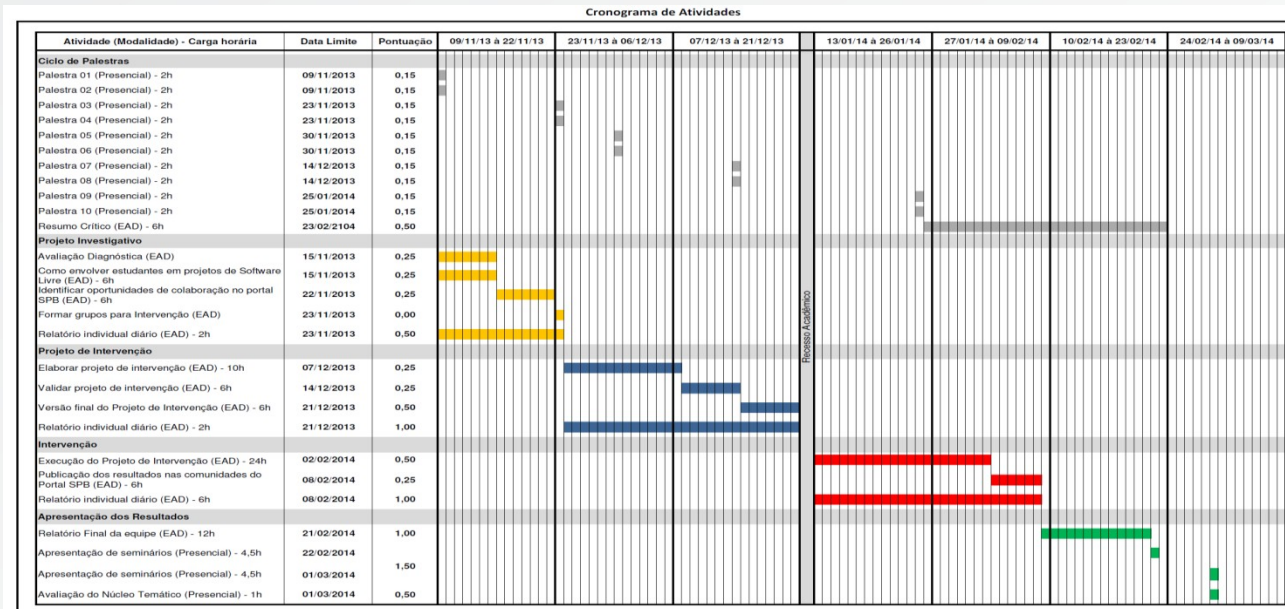 Cronograma de Atividades
Atividade (Modalidade) - Carga horária Data Limite Pontuação 09/11/13 à 22/11/13 23/11/13 à 06/12/13 07/12/13 à 21/12/13 13/01/14 à 26/01/14 27/01/14 à 09/02/14 10/02/14 à 23/02/14 24/02/14 à 09/03/14
Ciclo de Palestras
Palestra 01 (Presencial) - 2h 09/11/2013 0,15
Palestra 02 (Presencial) - 2h 09/11/2013 0,15
Palestra 03 (Presencial) - 2h 23/11/2013 0,15
Palestra 04 (Presencial) - 2h 23/11/2013 0,15
Palestra 05 (Presencial) - 2h 30/11/2013 0,15
Palestra 06 (Presencial) - 2h 30/11/2013 0,15
Palestra 07 (Presencial) - 2h 14/12/2013 0,15
Palestra 08 (Presencial) - 2h 14/12/2013 0,15
Palestra 09 (Presencial) - 2h 25/01/2014 0,15
Palestra 10 (Presencial) - 2h 25/01/2014 0,15
Resumo Crítico (EAD) - 6h 23/02/2104 0,50
Projeto Investigativo
Avaliação Diagnóstica (EAD) 15/11/2013 0,25
Como envolver estudantes em projetos de Software
Livre (EAD) - 6h 15/11/2013 0,25
Identificar oportunidades de colaboração no portal
SPB (EAD) - 6h 22/11/2013 0,25
Formar grupos para Intervenção (EAD) 23/11/2013 0,00
Relatório individual diário (EAD) - 2h 23/11/2013 0,50
Recesso Acadêmico
Projeto de Intervenção
Elaborar projeto de intervenção (EAD) - 10h 07/12/2013 0,25
Validar projeto de intervenção (EAD) - 6h 14/12/2013 0,25
Versão final do Projeto de Intervenção (EAD) - 6h 21/12/2013 0,50
Relatório individual diário (EAD) - 2h 21/12/2013 1,00
Intervenção
Execução do Projeto de Intervenção (EAD) - 24h 02/02/2014 0,50
Publicação dos resultados nas comunidades do
Portal SPB (EAD) - 6h 08/02/2014 0,25
Relatório individual diário (EAD) - 6h 08/02/2014 1,00
Apresentação dos Resultados
Relatório Final da equipe (EAD) - 12h 21/02/2014 1,00
Apresentação de seminários (Presencial) - 4,5h 22/02/2014
1,50
Apresentação de seminários (Presencial) - 4,5h 01/03/2014
Avaliação do Núcleo Temático (Presencial) - 1h 01/03/2014 0,50